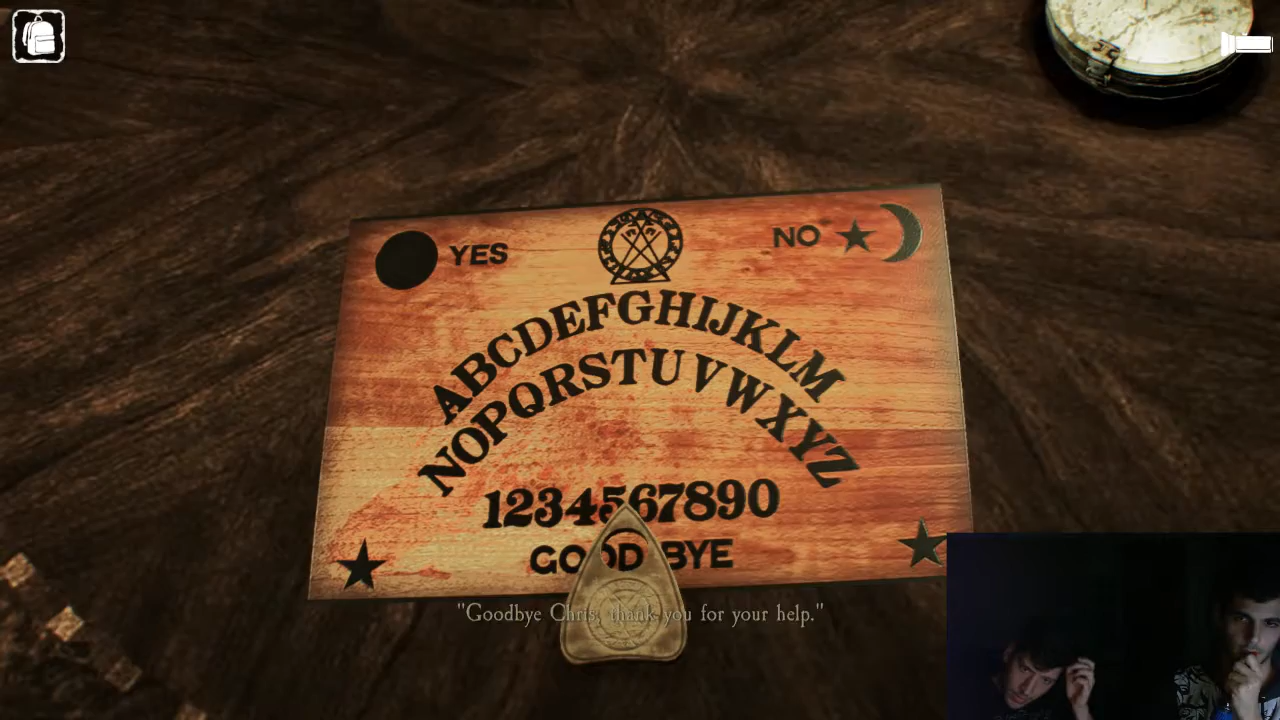 YES
NO
ABCDEFGHIJKLM
NOPQRSTUVWXYZ
1234567890
GOOD BYE
"Goodbye Chris, thank you for your help."